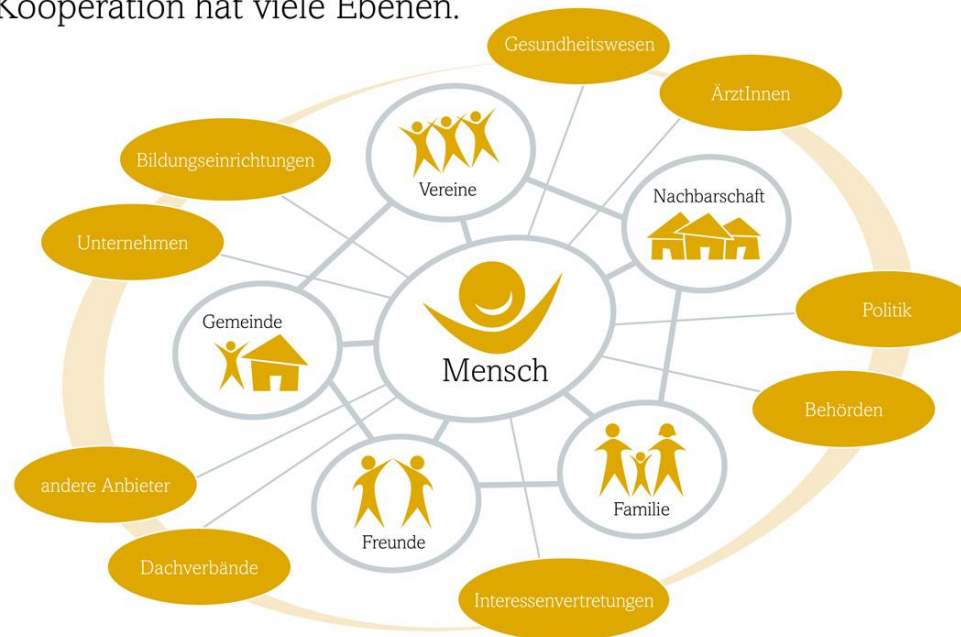 Kooperation hat viele Ebenen.
Gesundheitswesen
ÄrztInnen
Bildungseinrichtungen
Vereine
Nachbarschaft
Unternehmen
Gemeinde
Politik
Mensch
Behörden
andere Anbieter
Familie
Freunde
Dachverbände
Interessenvertretungen